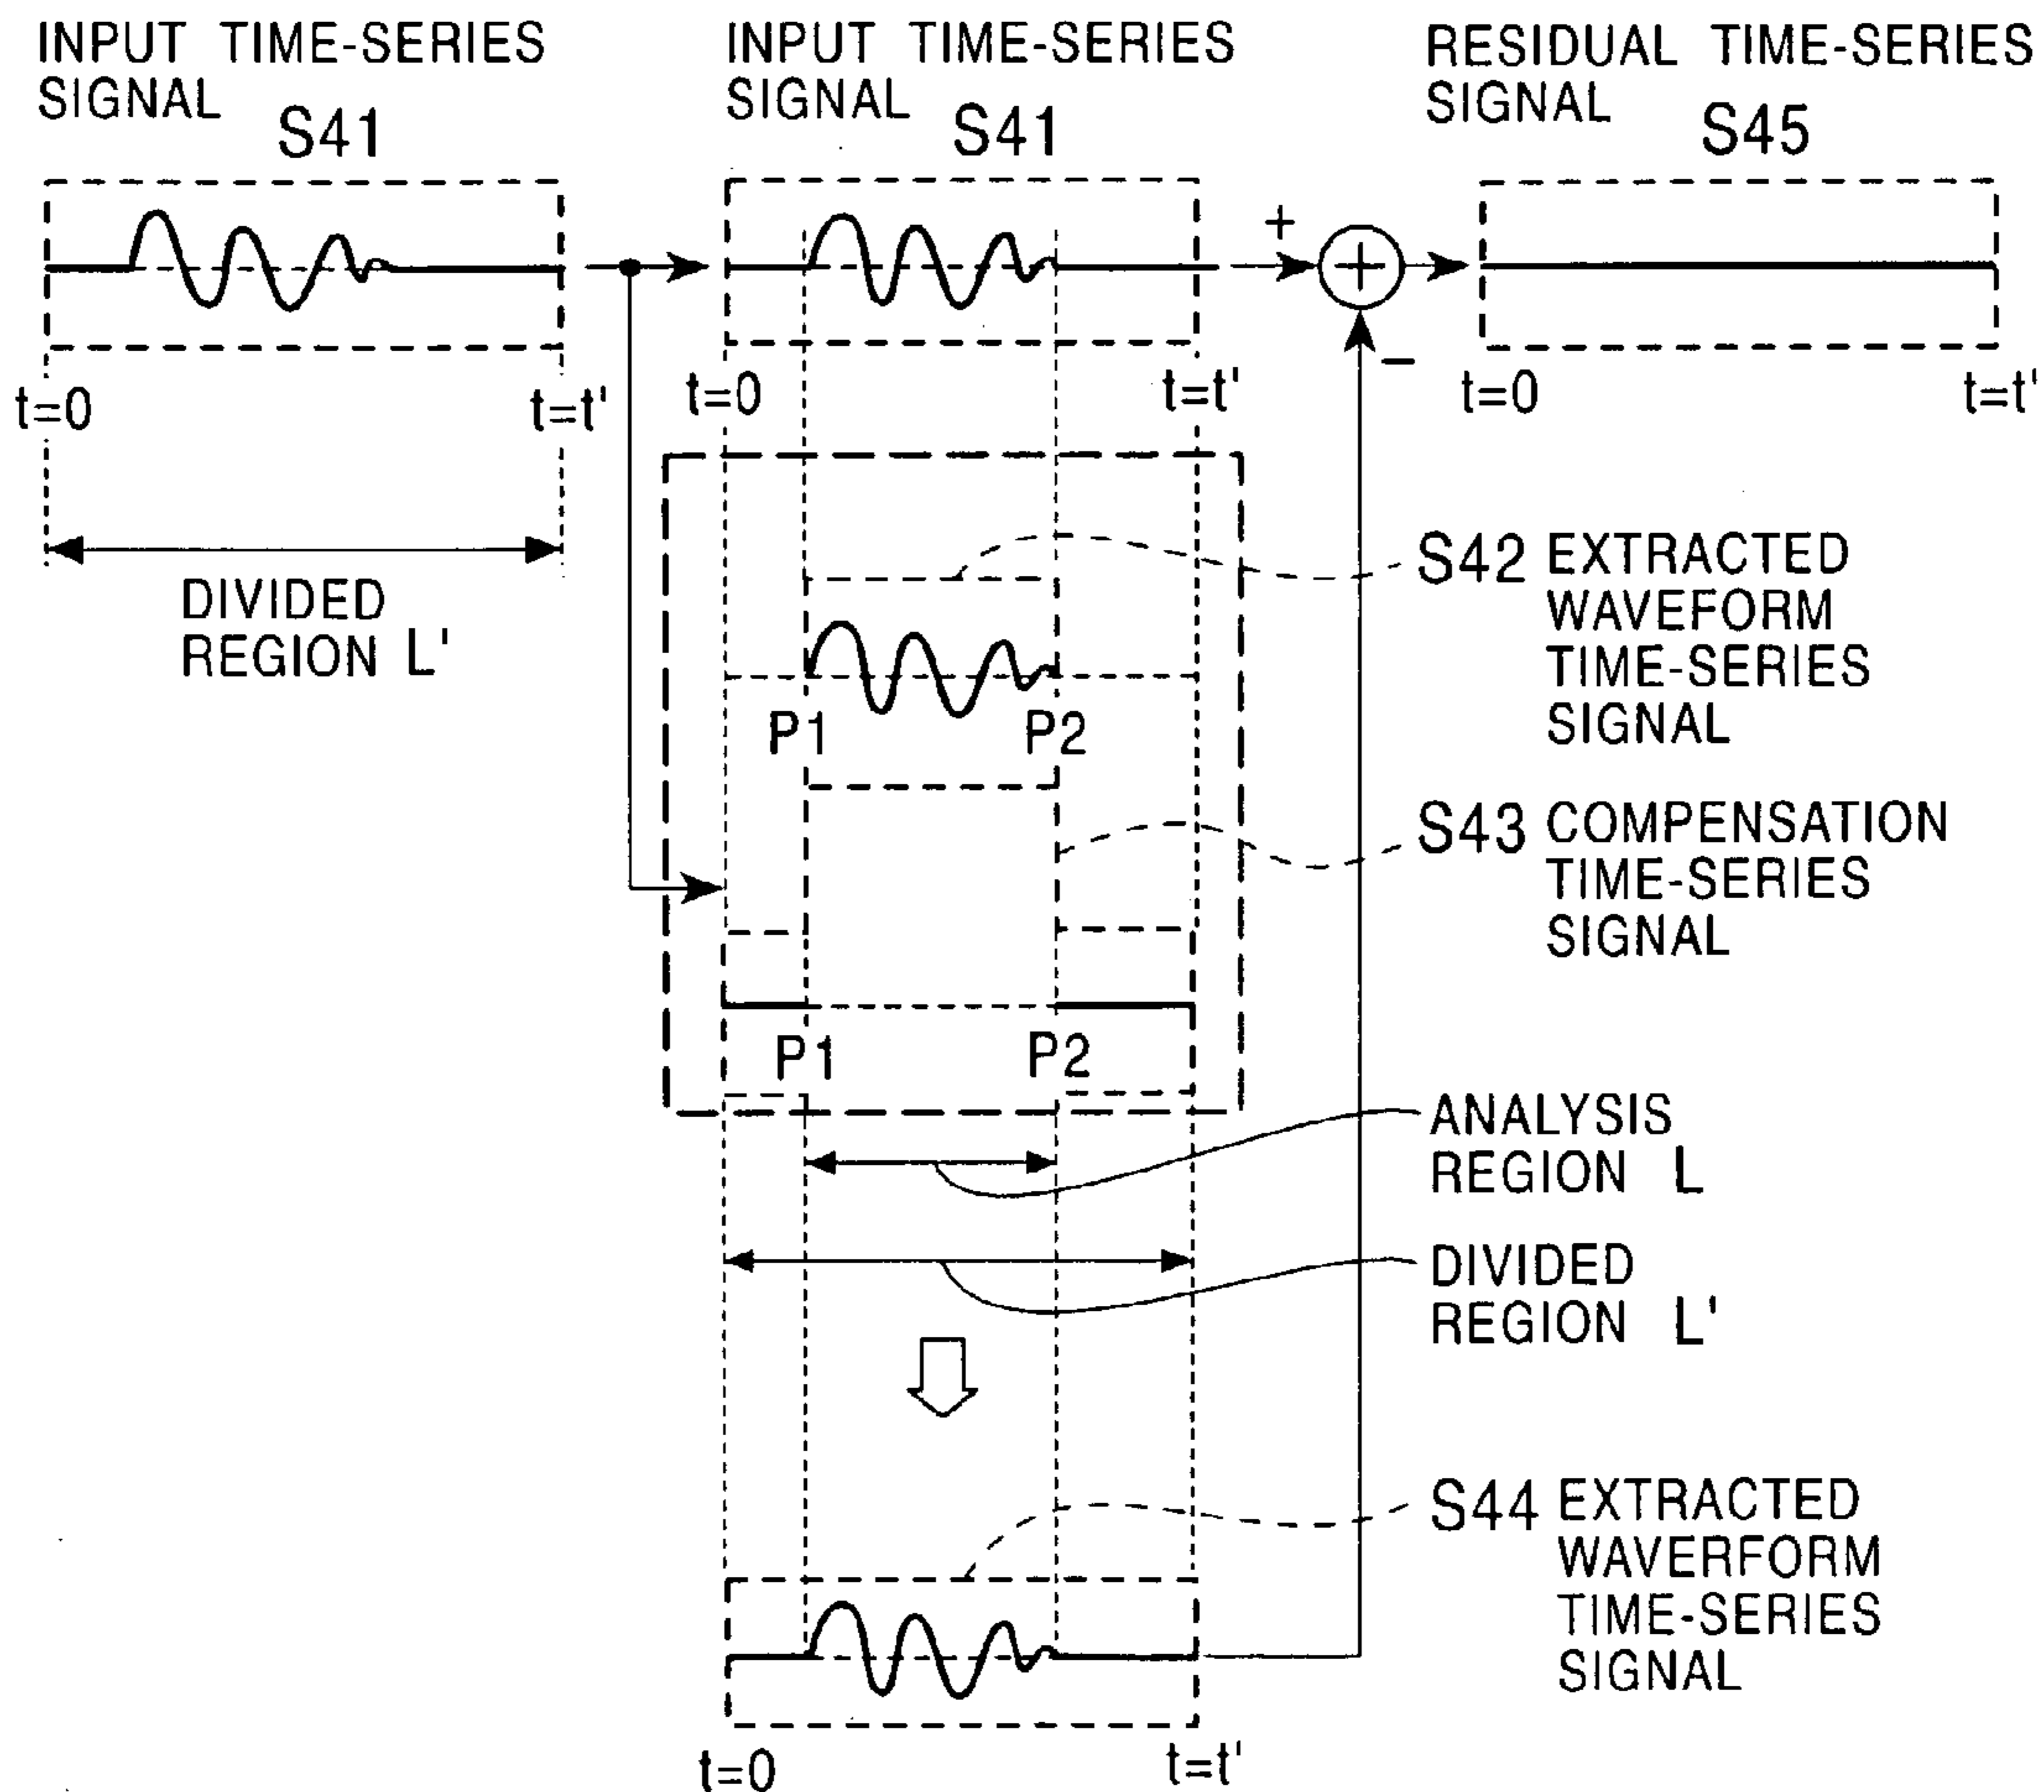 INPUT TIME-SERIES
SIGNAL
S41
INPUT TIME-SERIES
SIGNAL
S41
RESIDUAL TIME-SERIES
SIGNAL
S45
+
−
t=0
t=t'
t=0
t=t'
t=0
t=t'
DIVIDED
REGION L'
S42 EXTRACTED
WAVEFORM
TIME-SERIES
SIGNAL
P1
P2
S43 COMPENSATION
TIME-SERIES
SIGNAL
P1
P2
ANALYSIS
REGION L
DIVIDED
REGION L'
S44 EXTRACTED
WAVERFORM
TIME-SERIES
SIGNAL
t=0
t=t'